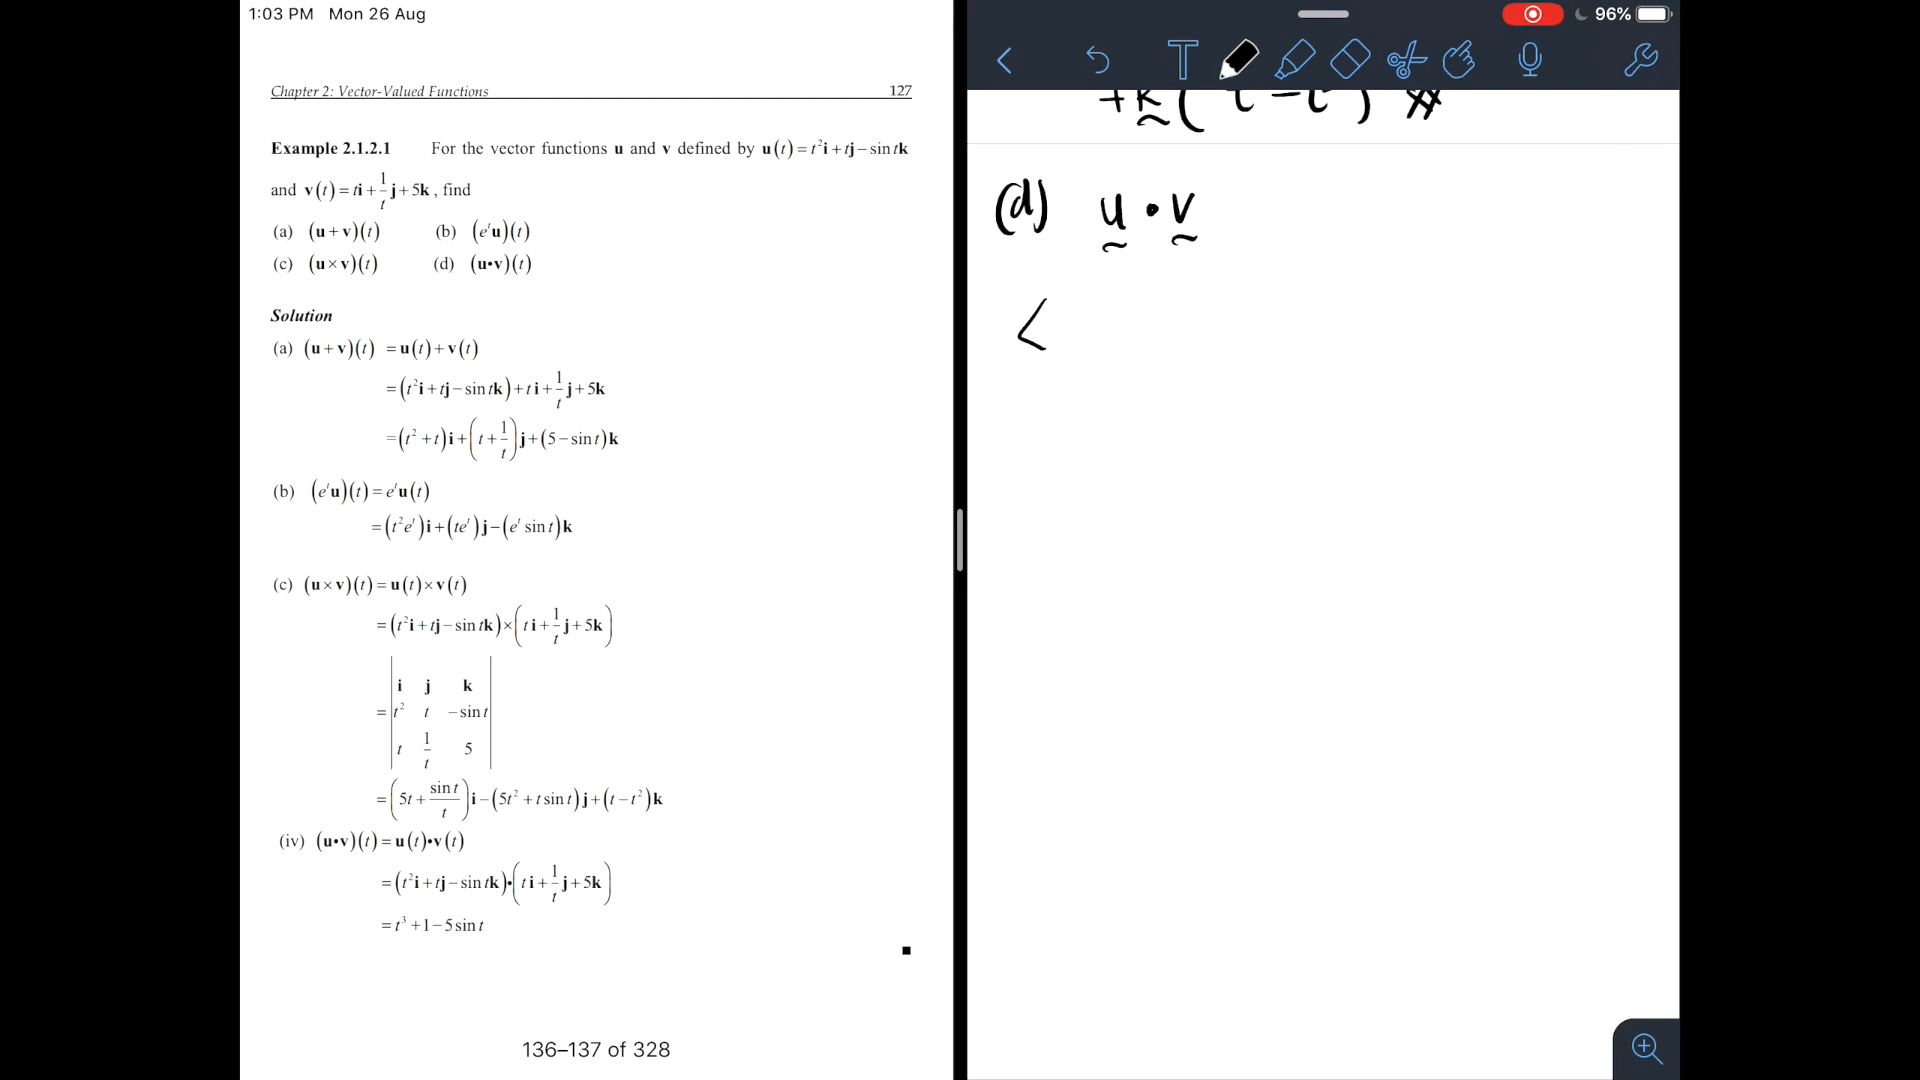 1:03 PM Mon 26 Aug
96%
Chapter 2: Vector-Valued Functions 127
Example 2.1.2.1 For the vector functions u and v defined by u(t) = t²i + tj − sin tk
and v(t) = ti + 1/t j + 5k , find
(a) (u + v)(t) (b) (eᵗu)(t)
(c) (u × v)(t) (d) (u•v)(t)
Solution
(a) (u + v)(t) = u(t) + v(t)
= (t²i + tj − sin tk) + t i + 1/t j + 5k
= (t² + t)i + (t + 1/t)j + (5 − sin t)k
(b) (eᵗu)(t) = eᵗu(t)
= (t²eᵗ)i + (teᵗ)j − (eᵗ sin t)k
(c) (u × v)(t) = u(t) × v(t)
= (t²i + tj − sin tk) × (t i + 1/t j + 5k)
i j k
= t² t − sin t
t 1/t 5
= (5t + sin t/t)i − (5t² + t sin t)j + (t − t²)k
(iv) (u•v)(t) = u(t)•v(t)
= (t²i + tj − sin tk)•(t i + 1/t j + 5k)
= t³ + 1 − 5 sin t
136–137 of 328
T
(d) u • v
<